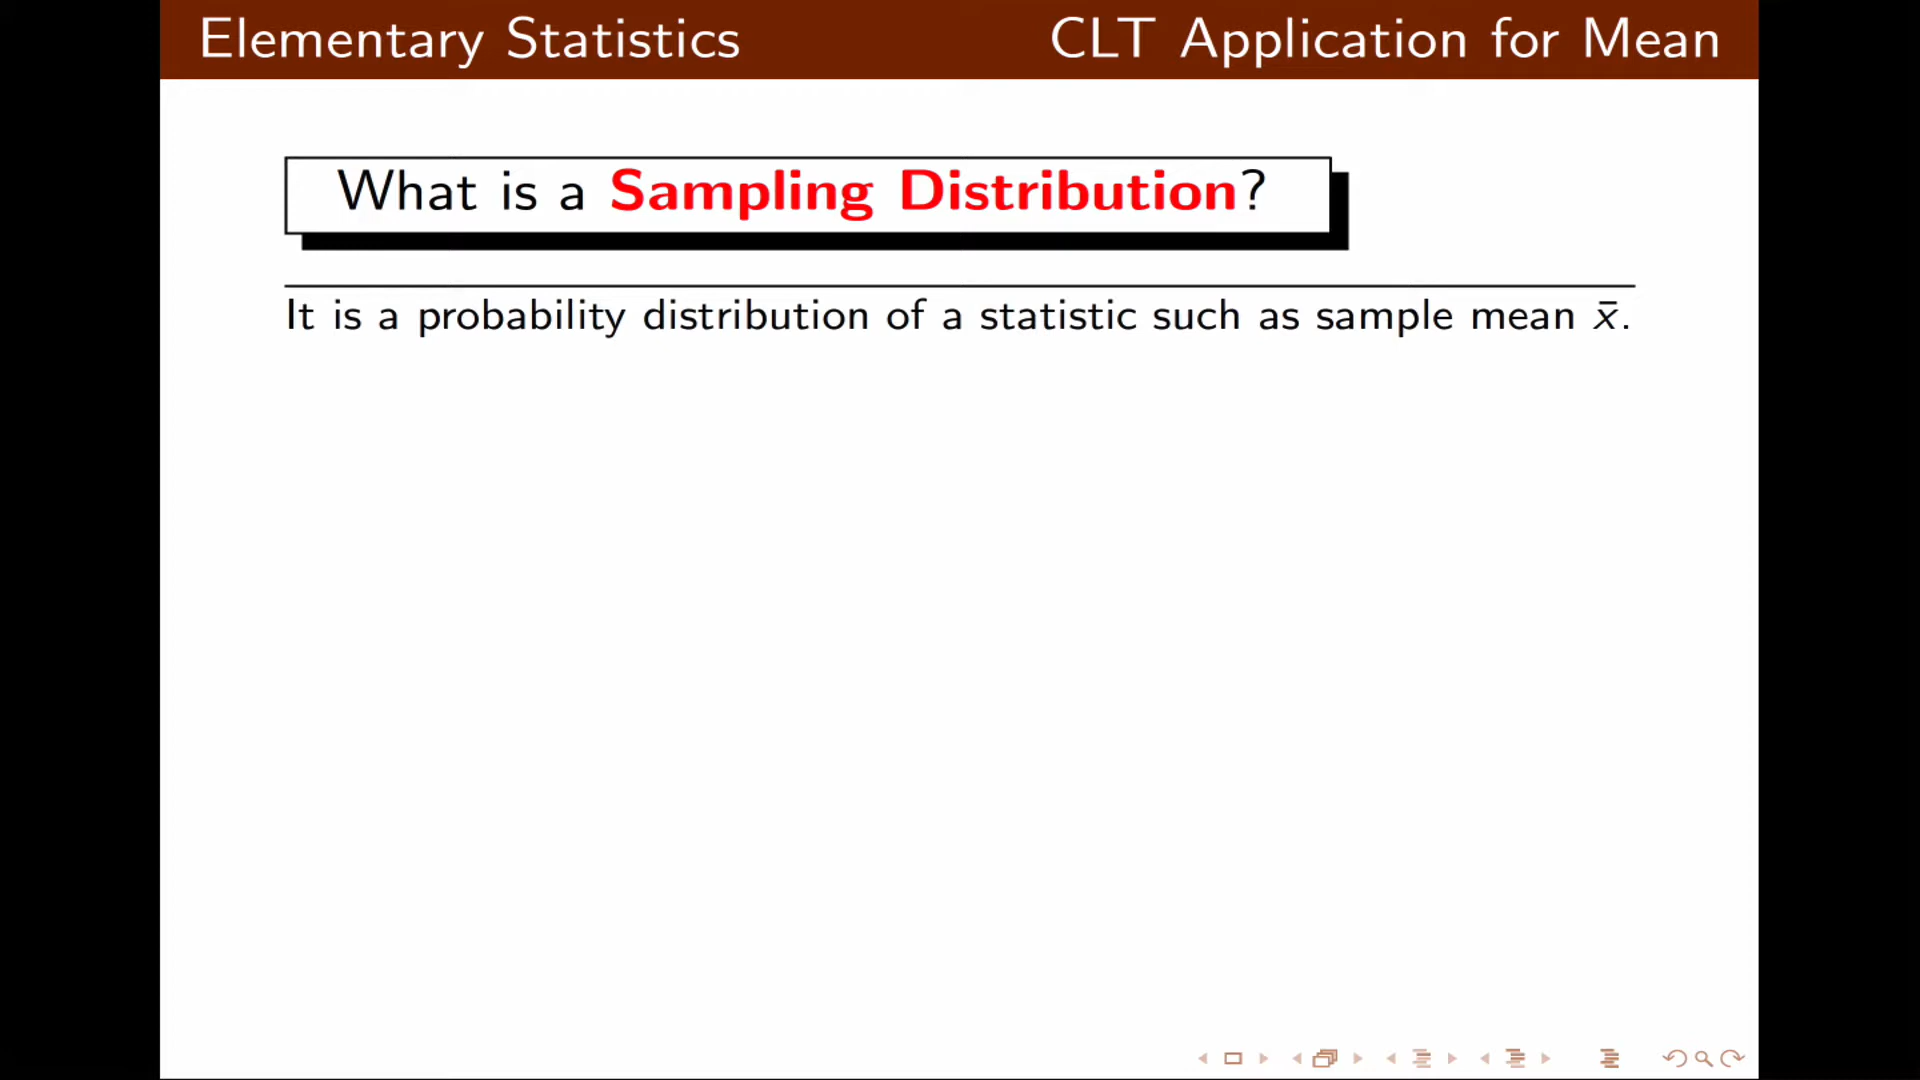 Elementary Statistics CLT Application for Mean
What is a Sampling Distribution?
It is a probability distribution of a statistic such as sample mean x̄.